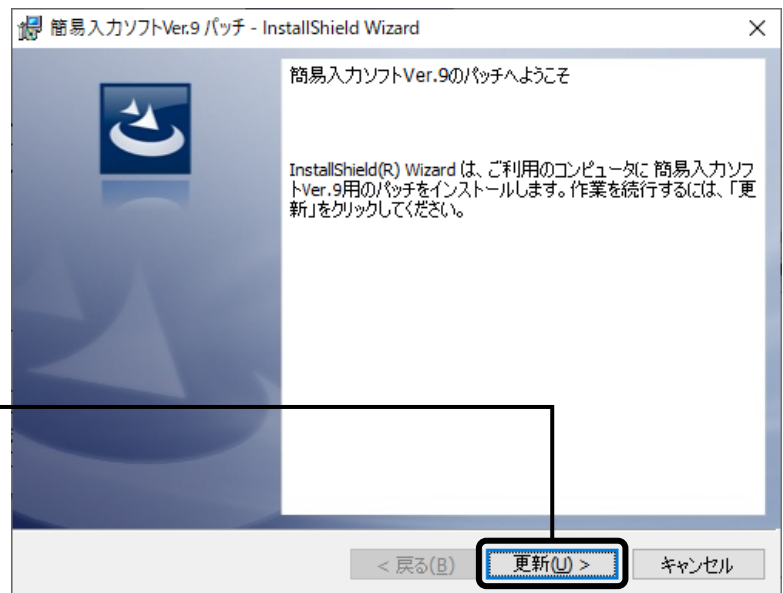 簡易入力ソフトVer.9 パッチ - InstallShield Wizard
簡易入力ソフトVer.9のパッチへようこそ
InstallShield(R) Wizard は、ご利用のコンピュータに 簡易入力ソフ
トVer.9用のパッチをインストールします。作業を続行するには、「更
新」をクリックしてください。
< 戻る(B)
更新(U) >
キャンセル